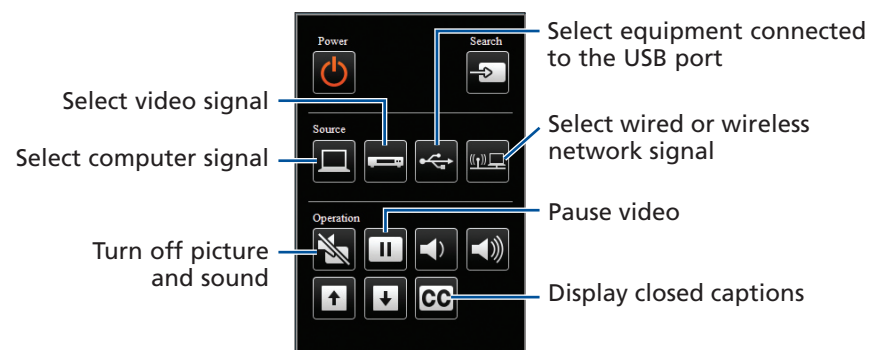 Power
Search
Select equipment connected
to the USB port
Select video signal
Source
Select wired or wireless
network signal
Select computer signal
Operation
Pause video
Turn off picture
and sound
CC
Display closed captions